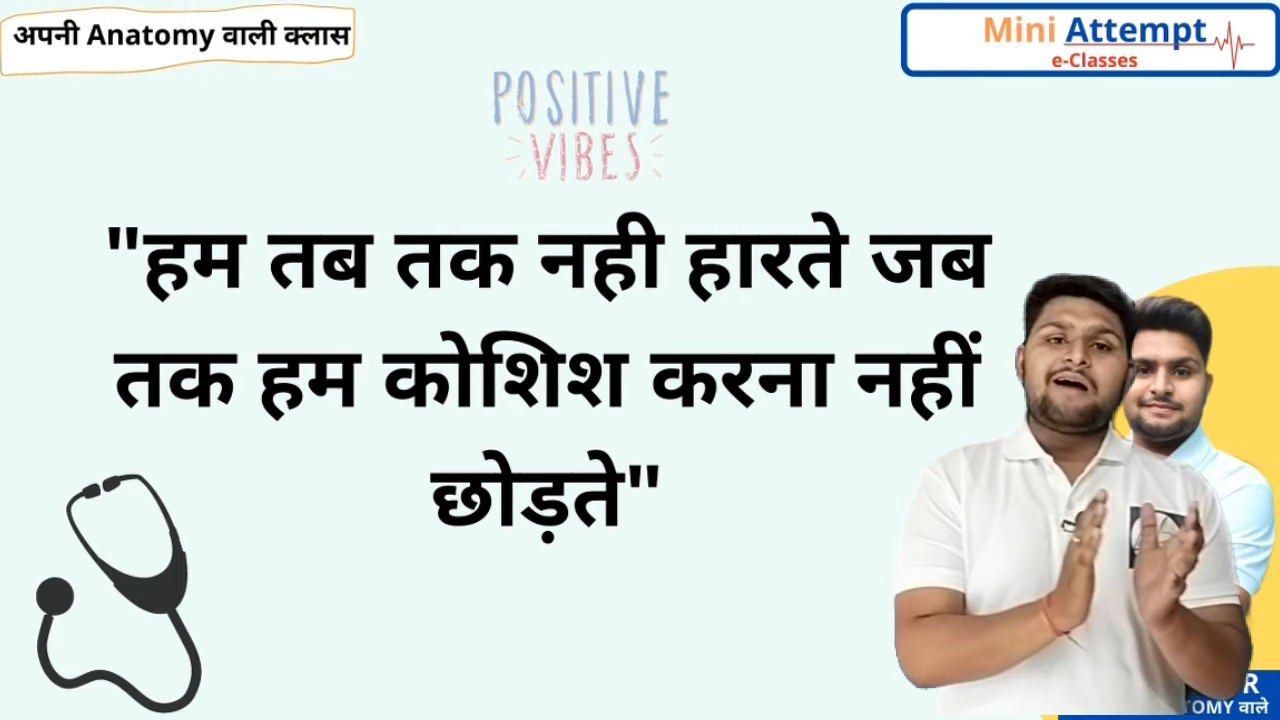 अपनी Anatomy वाली क्लास
Mini Attempt
e-Classes
POSITIVE
VIBES
"हम तब तक नही हारते जब
तक हम कोशिश करना नहीं
छोड़ते"
वाले